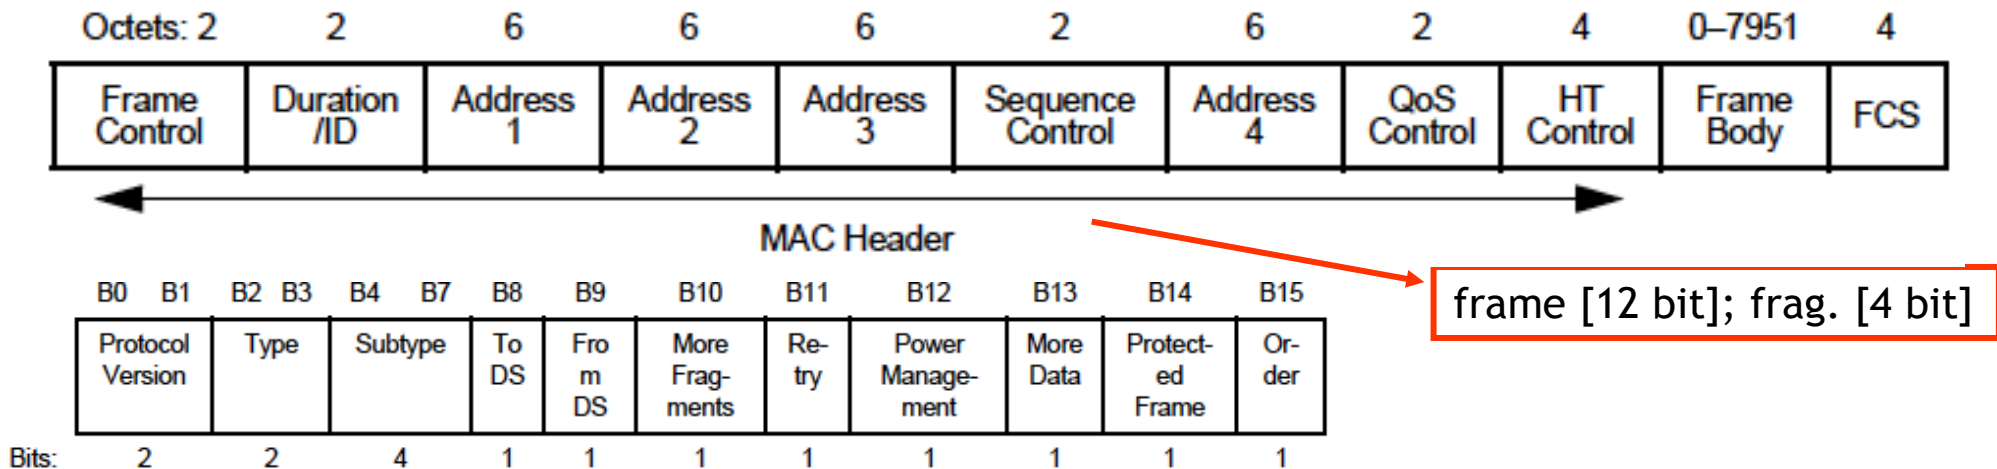 Octets: 2 2 6 6 6 2 6 2 4 0–7951 4
Frame Control Duration /ID Address 1 Address 2 Address 3 Sequence Control Address 4 QoS Control HT Control Frame Body FCS
MAC Header
frame [12 bit]; frag. [4 bit]
B0 B1 B2 B3 B4 B7 B8 B9 B10 B11 B12 B13 B14 B15
Protocol Version Type Subtype To DS Fro m DS More Frag- ments Re- try Power Manage- ment More Data Protect- ed Frame Or- der
Bits: 2 2 4 1 1 1 1 1 1 1 1